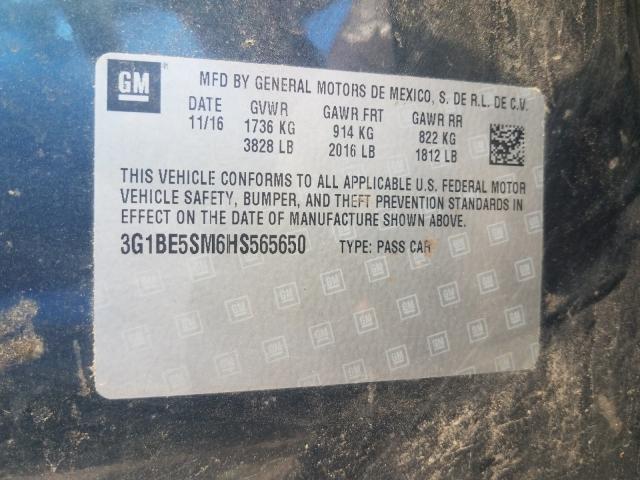 GM
MFD BY GENERAL MOTORS DE MEXICO, S. DE R.L. DE C.V.
DATE GVWR GAWR FRT GAWR RR
11/16 1736 KG 914 KG 822 KG
3828 LB 2016 LB 1812 LB
THIS VEHICLE CONFORMS TO ALL APPLICABLE U.S. FEDERAL MOTOR
VEHICLE SAFETY, BUMPER, AND THEFT PREVENTION STANDARDS IN
EFFECT ON THE DATE OF MANUFACTURE SHOWN ABOVE.
3G1BE5SM6HS565650 TYPE: PASS CAR